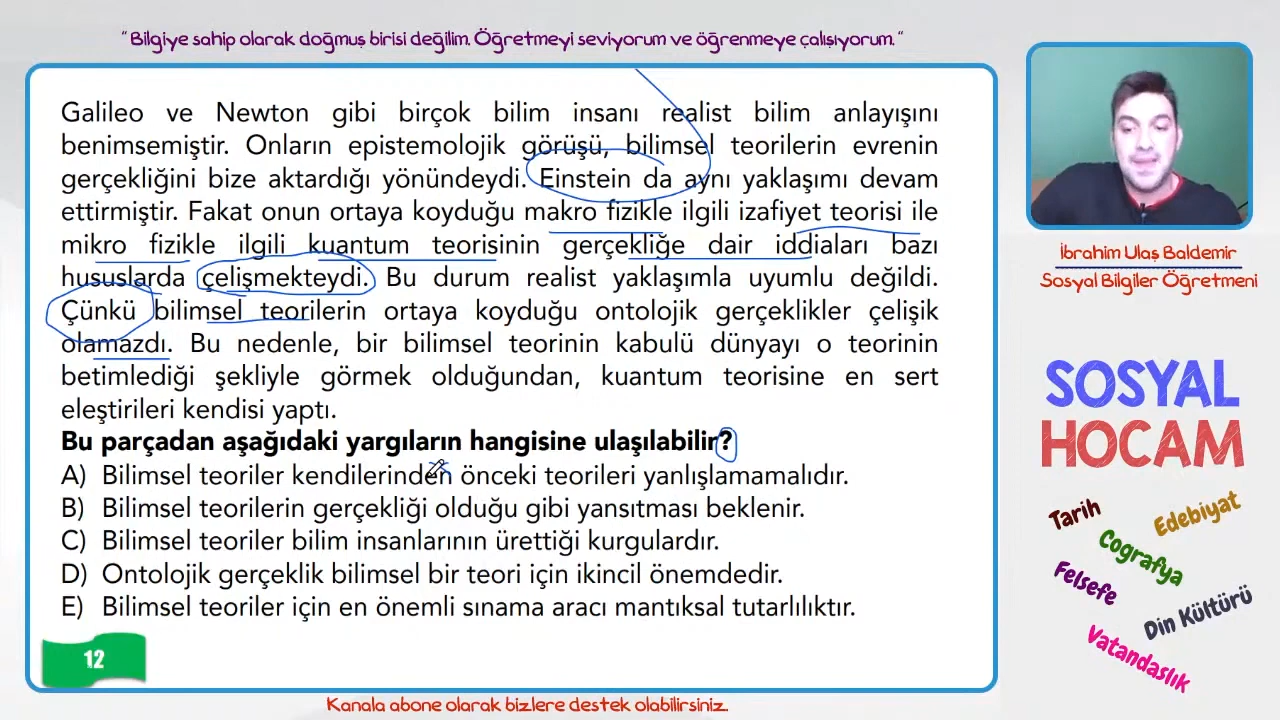 “ Bilgiye sahip olarak doğmuş birisi değilim. Öğretmeyi seviyorum ve öğrenmeye çalışıyorum. “
Galileo ve Newton gibi birçok bilim insanı realist bilim anlayışını
benimsemiştir. Onların epistemolojik görüşü, bilimsel teorilerin evrenin
gerçekliğini bize aktardığı yönündeydi. Einstein da aynı yaklaşımı devam
ettirmiştir. Fakat onun ortaya koyduğu makro fizikle ilgili izafiyet teorisi ile
mikro fizikle ilgili kuantum teorisinin gerçekliğe dair iddiaları bazı
hususlarda çelişmekteydi. Bu durum realist yaklaşımla uyumlu değildi.
Çünkü bilimsel teorilerin ortaya koyduğu ontolojik gerçeklikler çelişik
olamazdı. Bu nedenle, bir bilimsel teorinin kabulü dünyayı o teorinin
betimlediği şekliyle görmek olduğundan, kuantum teorisine en sert
eleştirileri kendisi yaptı.
Bu parçadan aşağıdaki yargıların hangisine ulaşılabilir?
A) Bilimsel teoriler kendilerinden önceki teorileri yanlışlamamalıdır.
B) Bilimsel teorilerin gerçekliği olduğu gibi yansıtması beklenir.
C) Bilimsel teoriler bilim insanlarının ürettiği kurgulardır.
D) Ontolojik gerçeklik bilimsel bir teori için ikincil önemdedir.
E) Bilimsel teoriler için en önemli sınama aracı mantıksal tutarlılıktır.
12
Kanala abone olarak bizlere destek olabilirsiniz.
İbrahim Ulaş Baldemir
Sosyal Bilgiler Öğretmeni
SOSYAL
HOCAM
Tarih
Edebiyat
Coğrafya
Felsefe
Din Kültürü
Vatandaşlık